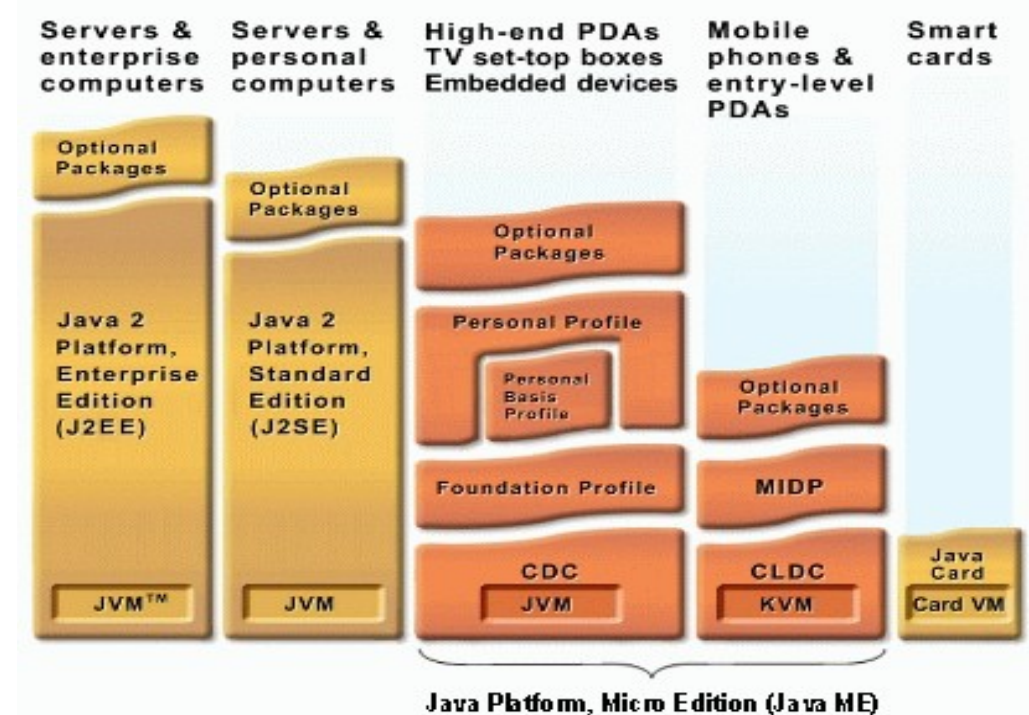 Servers &
enterprise
computers
Servers &
personal
computers
High-end PDAs
TV set-top boxes
Embedded devices
Mobile
phones &
entry-level
PDAs
Smart
cards
Optional
Packages
Java 2
Platform,
Enterprise
Edition
(J2EE)
JVM™
Optional
Packages
Java 2
Platform,
Standard
Edition
(J2SE)
JVM
Optional
Packages
Personal Profile
Personal
Basis
Profile
Foundation Profile
CDC
JVM
Optional
Packages
MIDP
CLDC
KVM
Java
Card
Card VM
Java Platform, Micro Edition (Java ME)